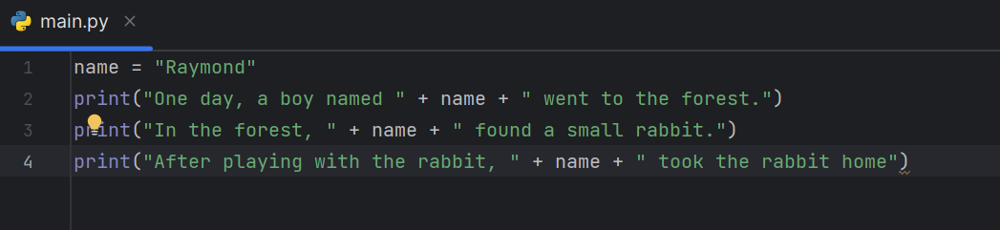 main.py
1 name = "Raymond"
2 print("One day, a boy named " + name + " went to the forest.")
3 print("In the forest, " + name + " found a small rabbit.")
4 print("After playing with the rabbit, " + name + " took the rabbit home")